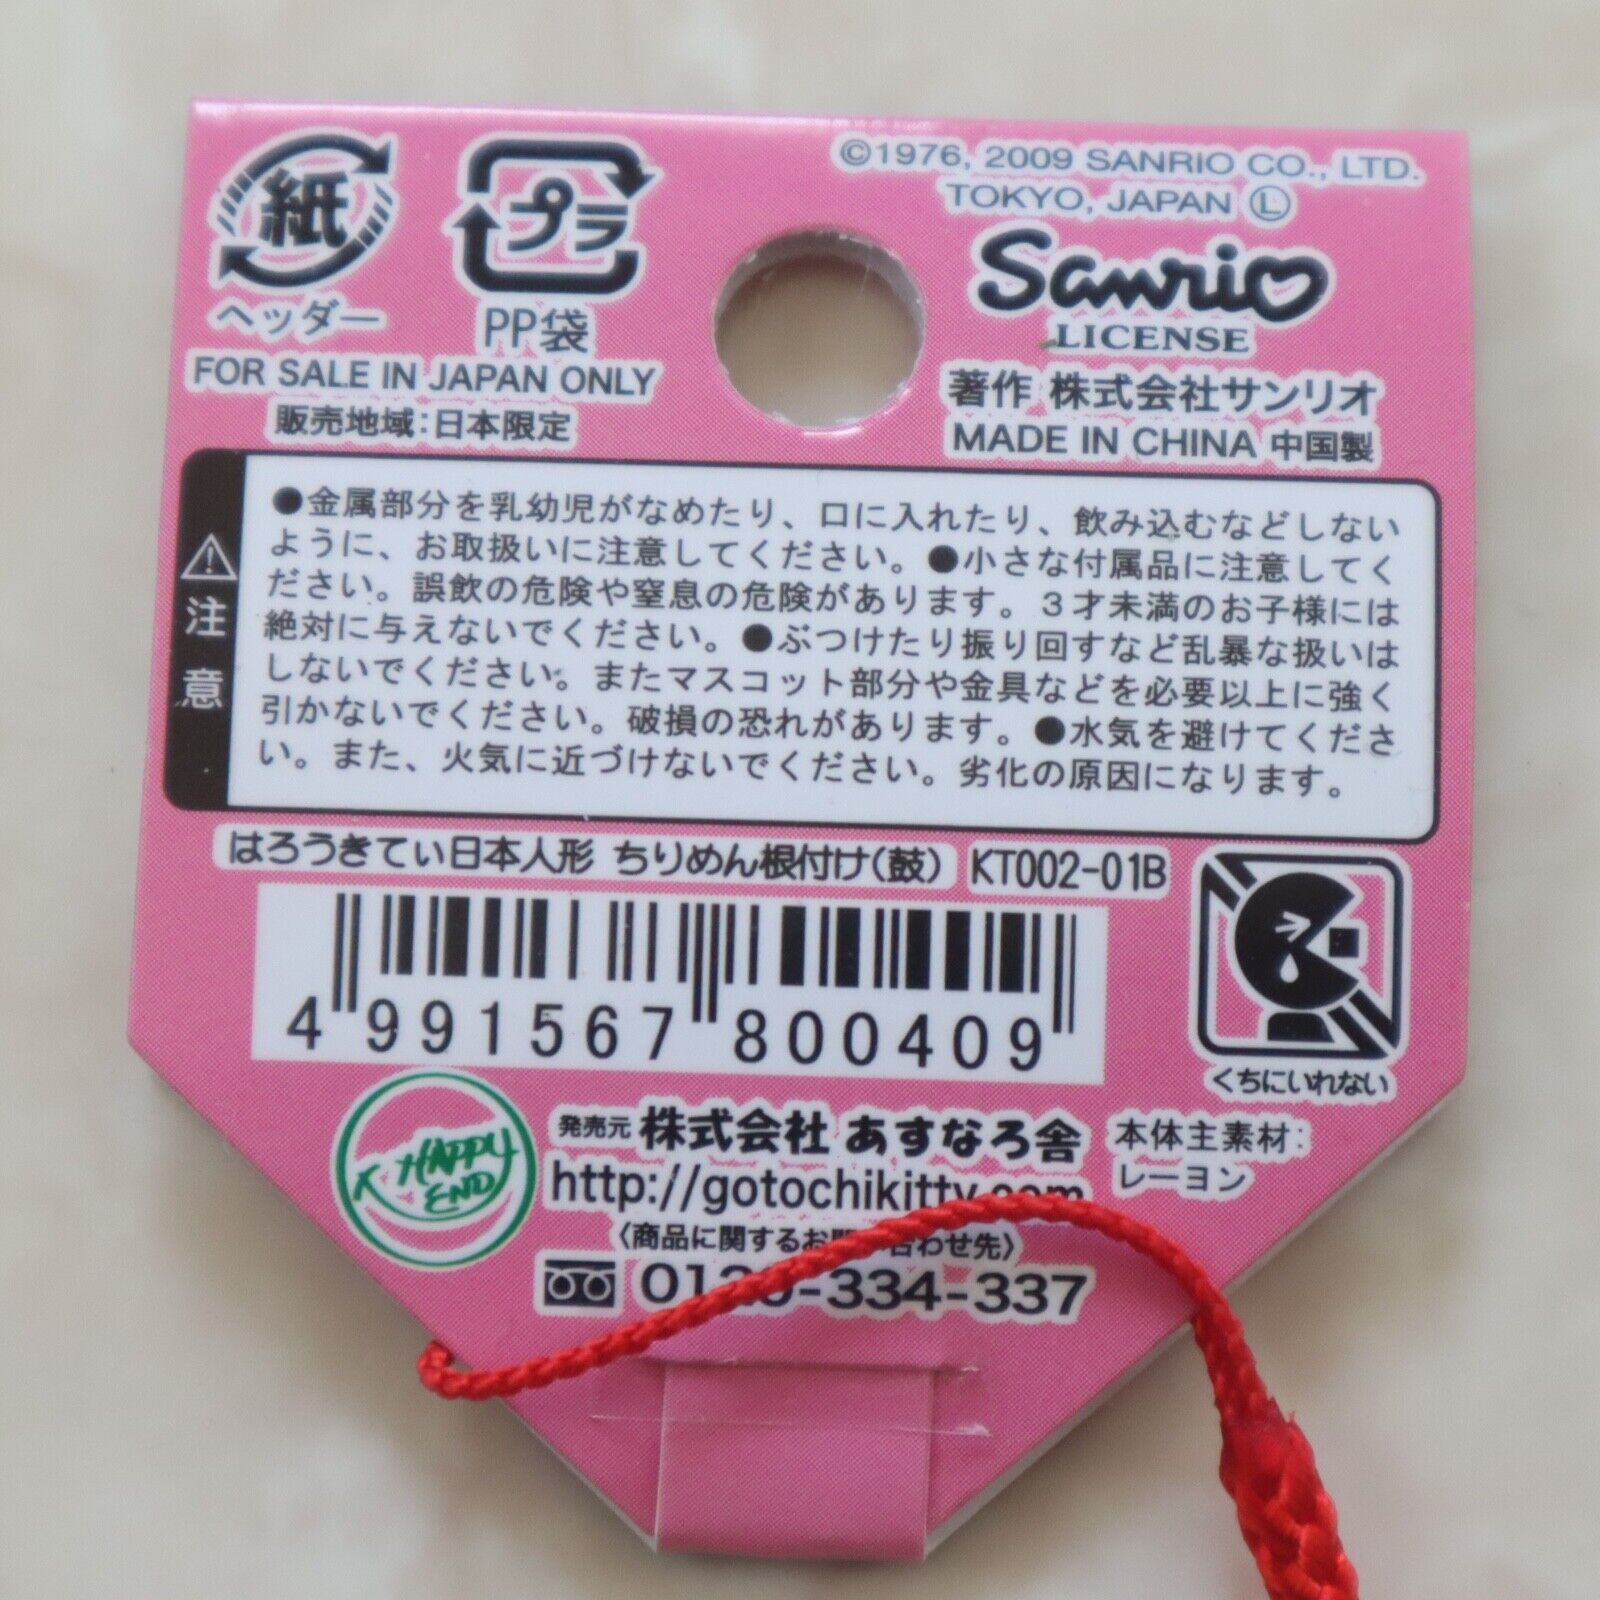 紙
ヘッダー
プラ
PP袋
©1976, 2009 SANRIO CO., LTD.
TOKYO, JAPAN Ⓛ
Sanrio
LICENSE
著作 株式会社サンリオ
MADE IN CHINA 中国製
FOR SALE IN JAPAN ONLY
販売地域:日本限定
⚠注意
●金属部分を乳幼児がなめたり、口に入れたり、飲み込むなどしない
ように、お取扱いに注意してください。●小さな付属品に注意してく
ださい。誤飲の危険や窒息の危険があります。3才未満のお子様には
絶対に与えないでください。●ぶつけたり振り回すなど乱暴な扱いは
しないでください。またマスコット部分や金具などを必要以上に強く
引かないでください。破損の恐れがあります。●水気を避けてくださ
い。また、火気に近づけないでください。劣化の原因になります。
はろうきてぃ日本人形 ちりめん根付け(鼓) KT002-01B
4 991567 800409
くちにいれない
K HAPPY
END
発売元 株式会社 あすなろ舎
http://gotochikitty.com
〈商品に関するお問い合わせ先〉
0120-334-337
本体主素材:
レーヨン